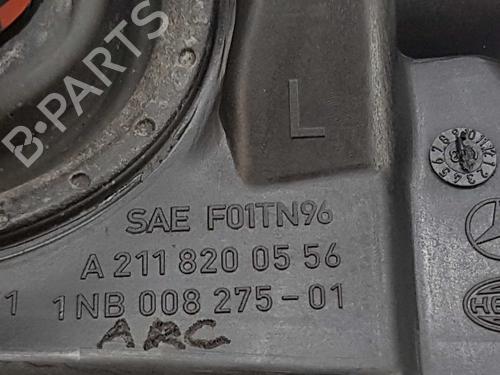 B-PARTS
L
SAE F01TN96
A 211 820 05 56
1 1NB 008 275-01
ARC